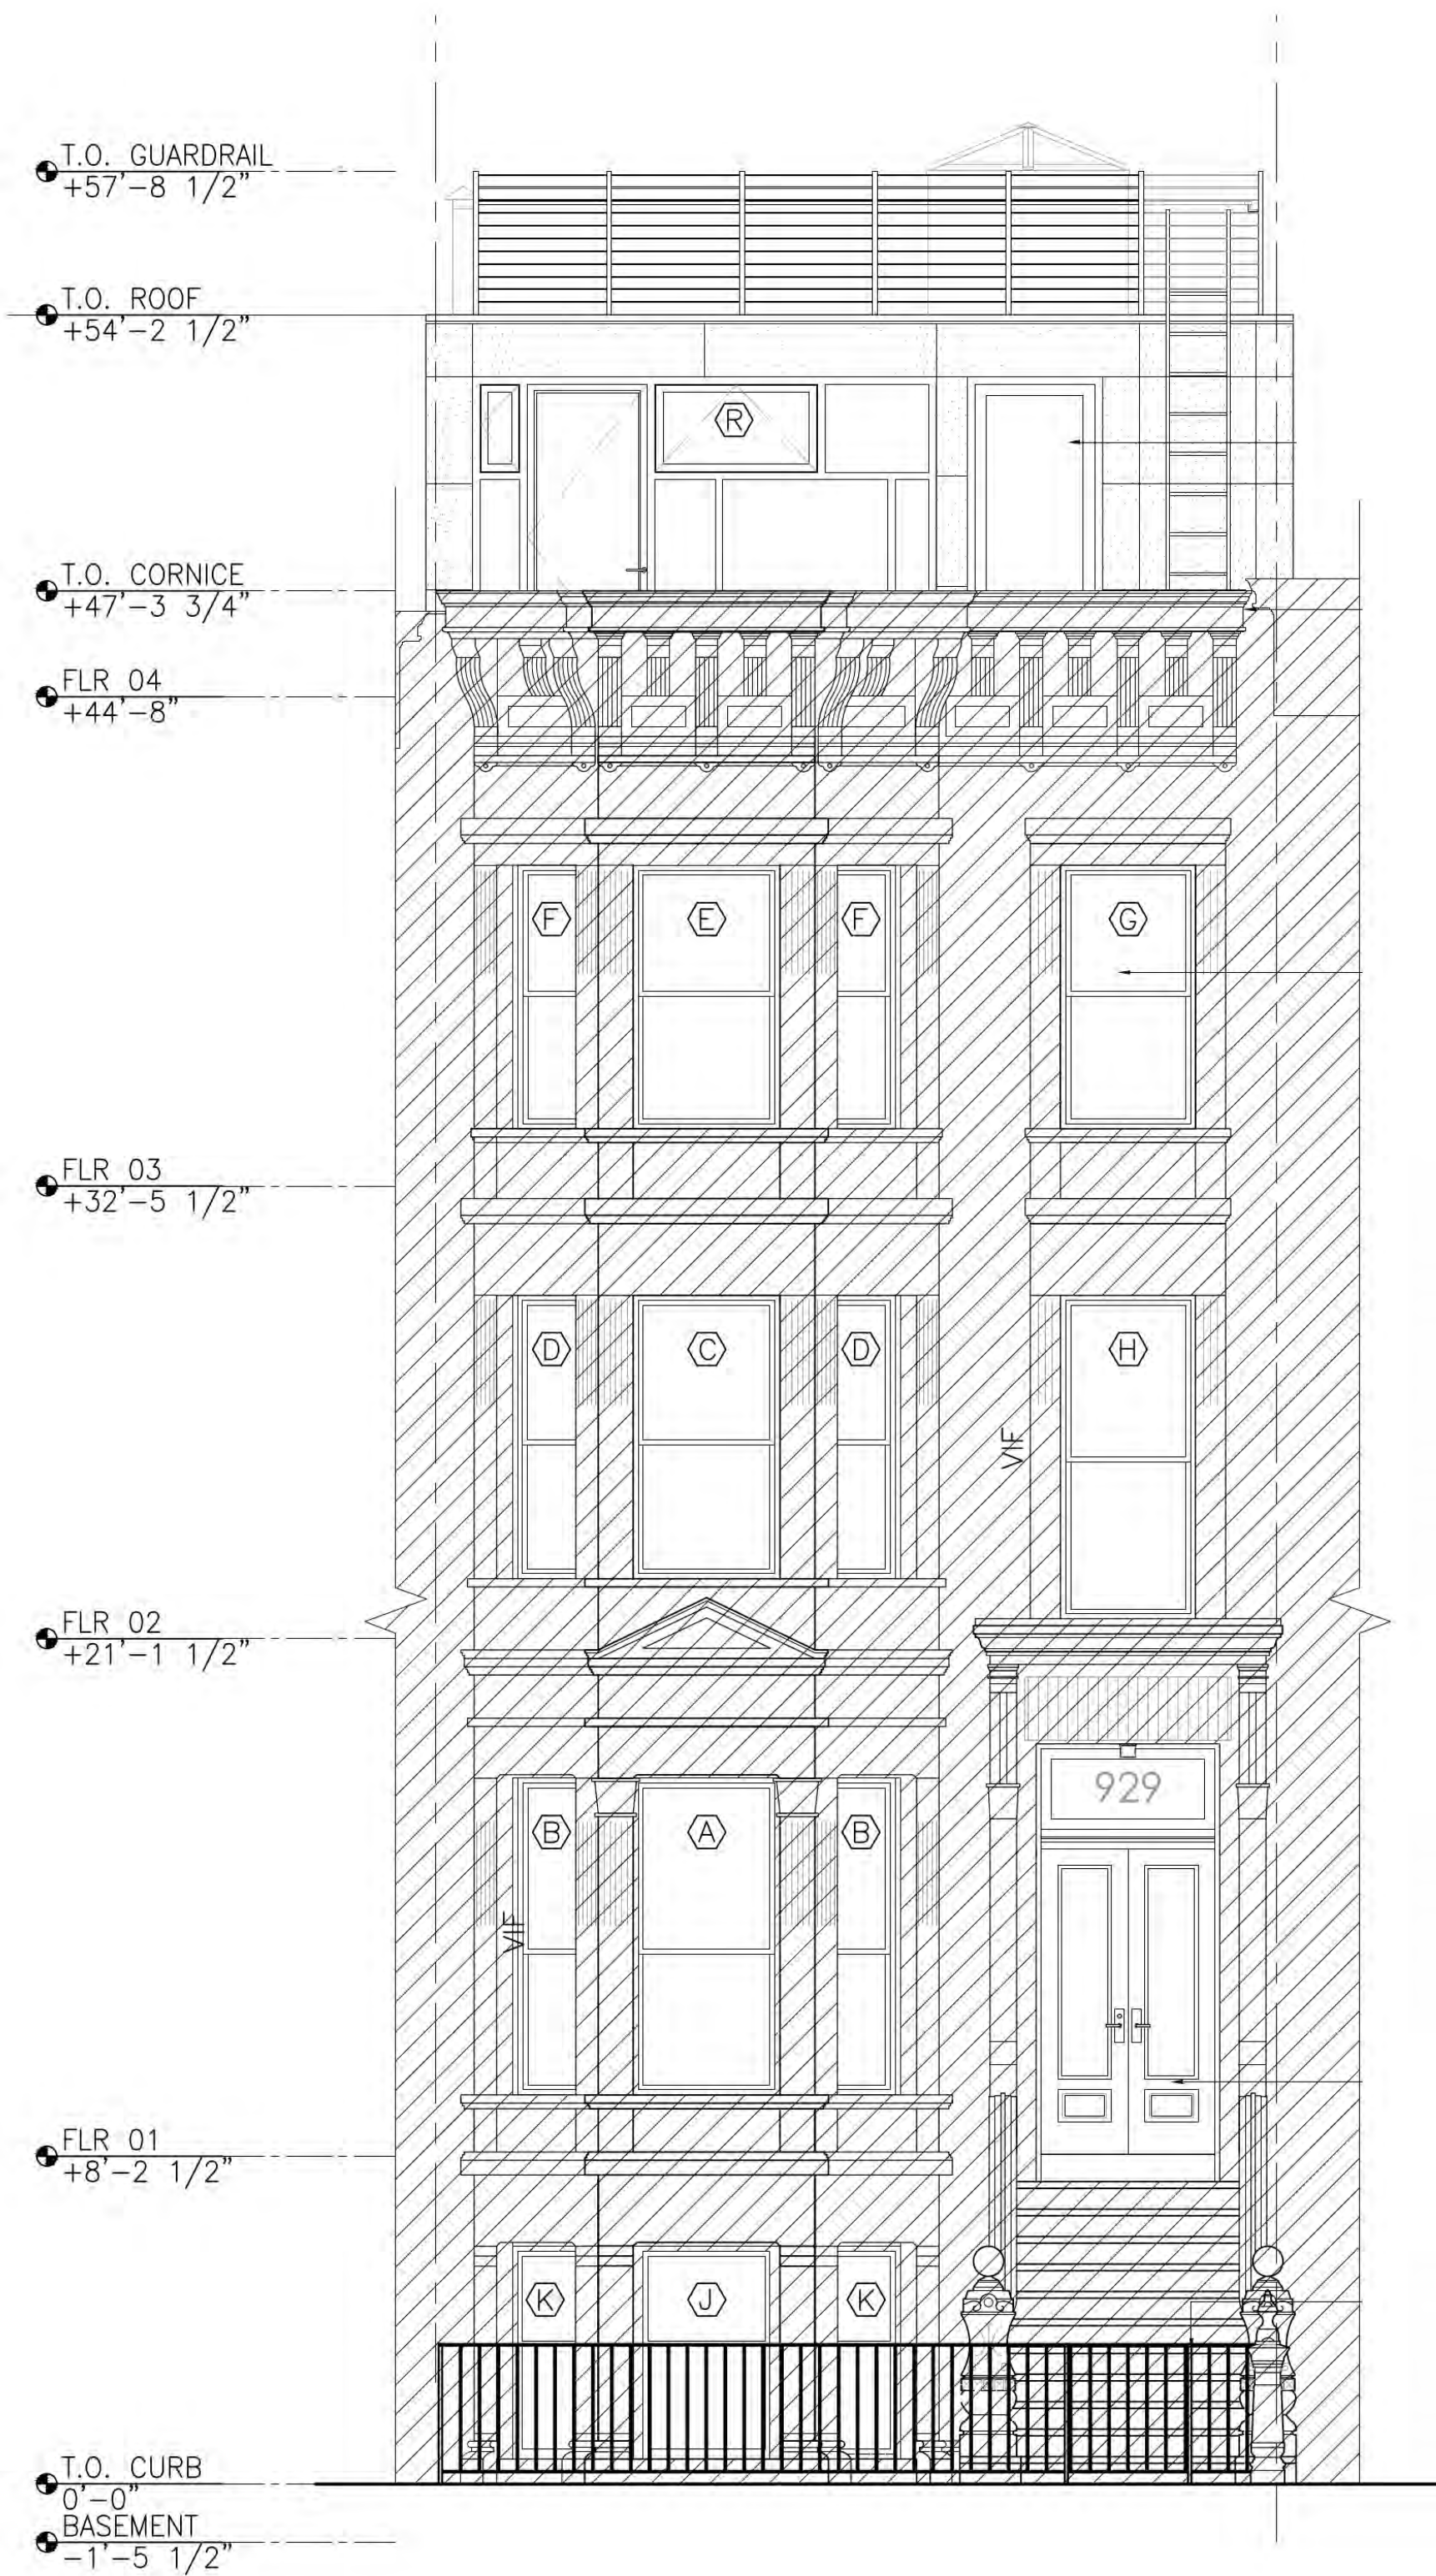 T.O. GUARDRAIL
+57'-8 1/2"
T.O. ROOF
+54'-2 1/2"
R
T.O. CORNICE
+47'-3 3/4"
FLR 04
+44'-8"
F
E
F
G
FLR 03
+32'-5 1/2"
D
C
D
H
VIF
FLR 02
+21'-1 1/2"
929
B
A
B
VIF
FLR 01
+8'-2 1/2"
K
J
K
T.O. CURB
0'-0"
BASEMENT
-1'-5 1/2"